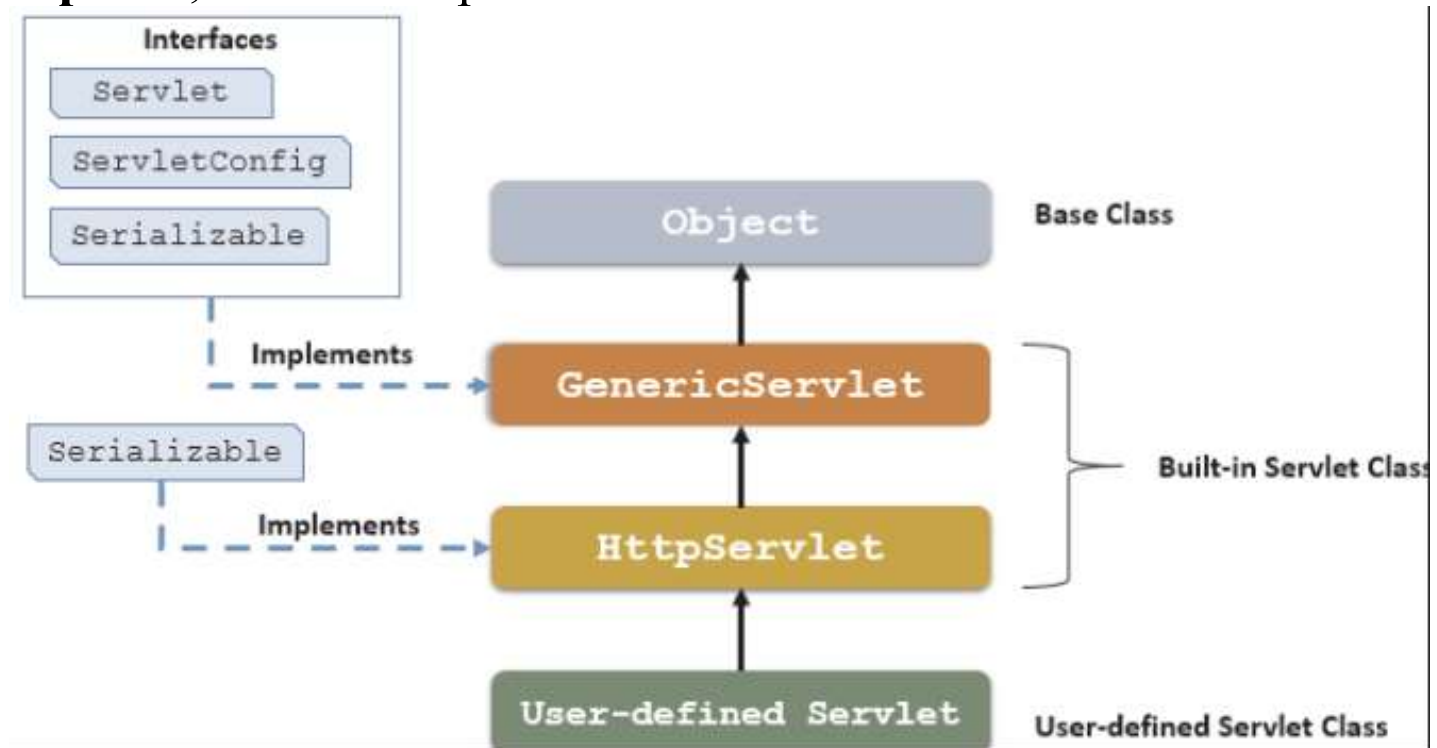 Interfaces
Servlet
ServletConfig
Serializable
Object
Base Class
Implements
GenericServlet
Serializable
Built-in Servlet Class
Implements
HttpServlet
User-defined Servlet
User-defined Servlet Class